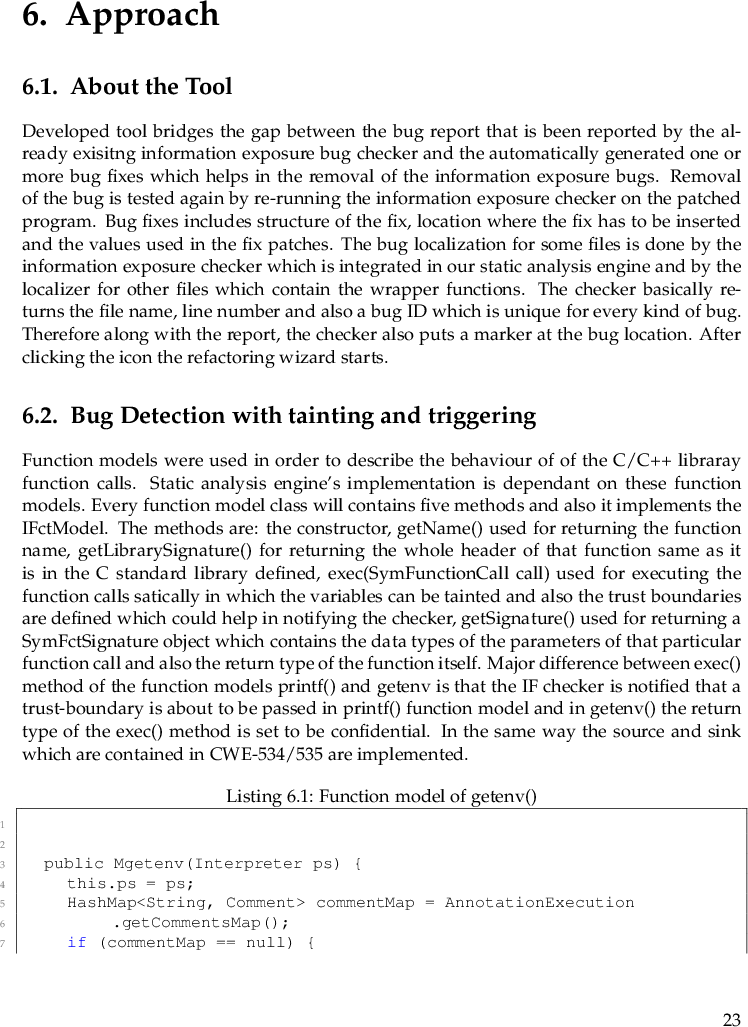 6. Approach
6.1. About the Tool
Developed tool bridges the gap between the bug report that is been reported by the al-
ready exisitng information exposure bug checker and the automatically generated one or
more bug fixes which helps in the removal of the information exposure bugs. Removal
of the bug is tested again by re-running the information exposure checker on the patched
program. Bug fixes includes structure of the fix, location where the fix has to be inserted
and the values used in the fix patches. The bug localization for some files is done by the
information exposure checker which is integrated in our static analysis engine and by the
localizer for other files which contain the wrapper functions. The checker basically re-
turns the file name, line number and also a bug ID which is unique for every kind of bug.
Therefore along with the report, the checker also puts a marker at the bug location. After
clicking the icon the refactoring wizard starts.
6.2. Bug Detection with tainting and triggering
Function models were used in order to describe the behaviour of of the C/C++ libraray
function calls. Static analysis engine's implementation is dependant on these function
models. Every function model class will contains five methods and also it implements the
IFctModel. The methods are: the constructor, getName() used for returning the function
name, getLibrarySignature() for returning the whole header of that function same as it
is in the C standard library defined, exec(SymFunctionCall call) used for executing the
function calls satically in which the variables can be tainted and also the trust boundaries
are defined which could help in notifying the checker, getSignature() used for returning a
SymFctSignature object which contains the data types of the parameters of that particular
function call and also the return type of the function itself. Major difference between exec()
method of the function models printf() and getenv is that the IF checker is notified that a
trust-boundary is about to be passed in printf() function model and in getenv() the return
type of the exec() method is set to be confidential. In the same way the source and sink
which are contained in CWE-534/535 are implemented.
Listing 6.1: Function model of getenv()
1
2
3 public Mgetenv(Interpreter ps) {
4 this.ps = ps;
5 HashMap<String, Comment> commentMap = AnnotationExecution
6 .getCommentsMap();
7 if (commentMap == null) {
23